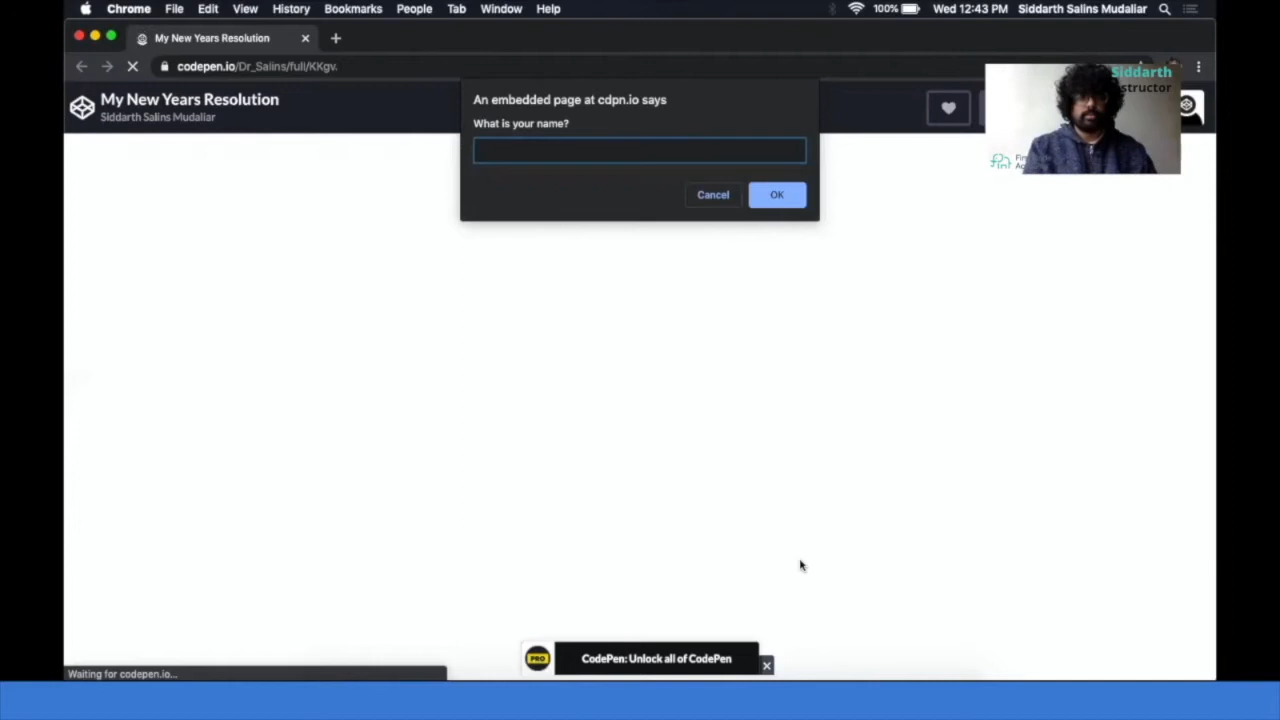 Chrome File Edit View History Bookmarks People Tab Window Help 100% Wed 12:43 PM Siddarth Salins Mudaliar
My New Years Resolution
codepen.io/Dr_Salins/full/KKgv.
My New Years Resolution
Siddarth Salins Mudaliar
An embedded page at cdpn.io says
What is your name?
Cancel OK
Siddarth
structor
PRO CodePen: Unlock all of CodePen
Waiting for codepen.io...